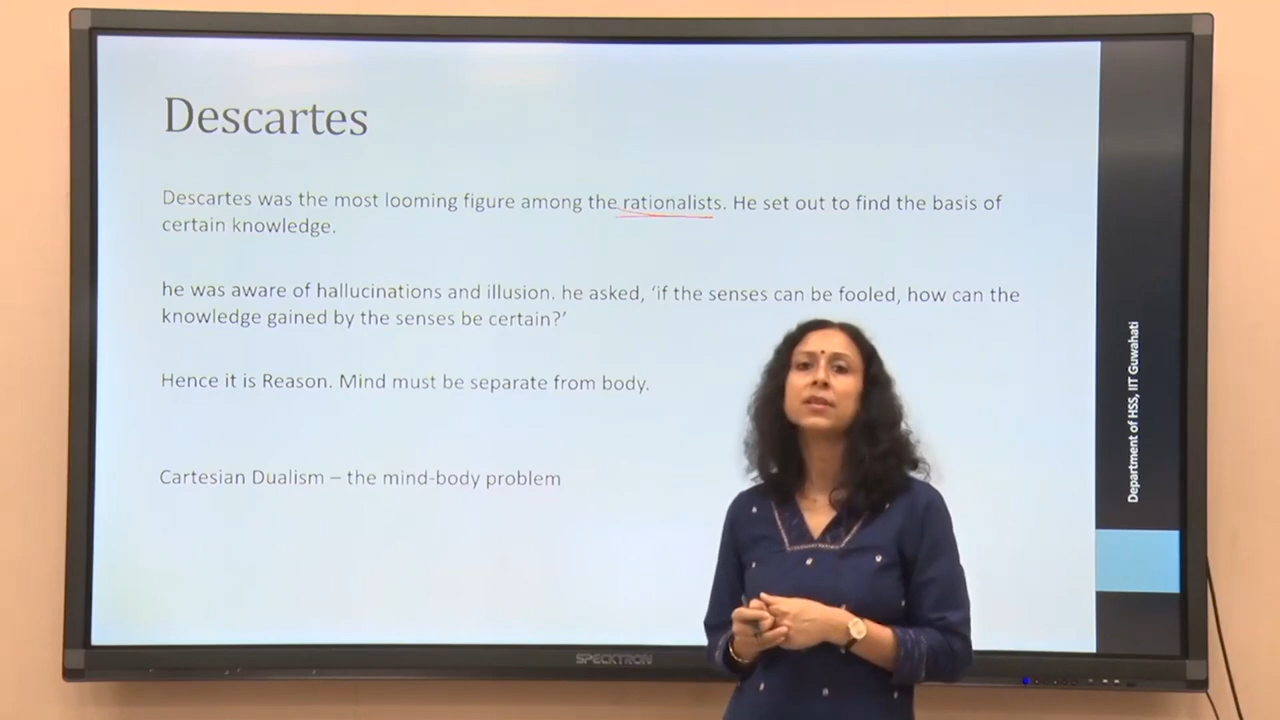 Descartes
Descartes was the most looming figure among the rationalists. He set out to find the basis of
certain knowledge.
he was aware of hallucinations and illusion. he asked, ‘if the senses can be fooled, how can the
knowledge gained by the senses be certain?’
Hence it is Reason. Mind must be separate from body.
Cartesian Dualism – the mind-body problem
Department of HSS, IIT Guwahati
SPECKTRON